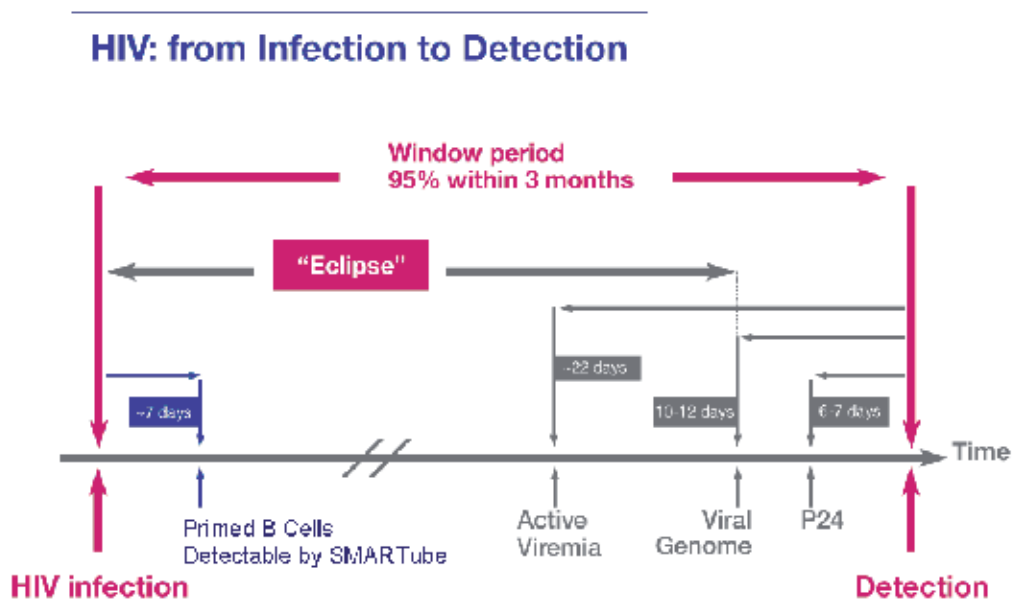 HIV: from Infection to Detection
Window period
95% within 3 months
“Eclipse”
~22 days
~7 days
10-12 days
6-7 days
Time
Primed B Cells
Detectable by SMARTube
Active
Viremia
Viral
Genome
P24
HIV infection
Detection